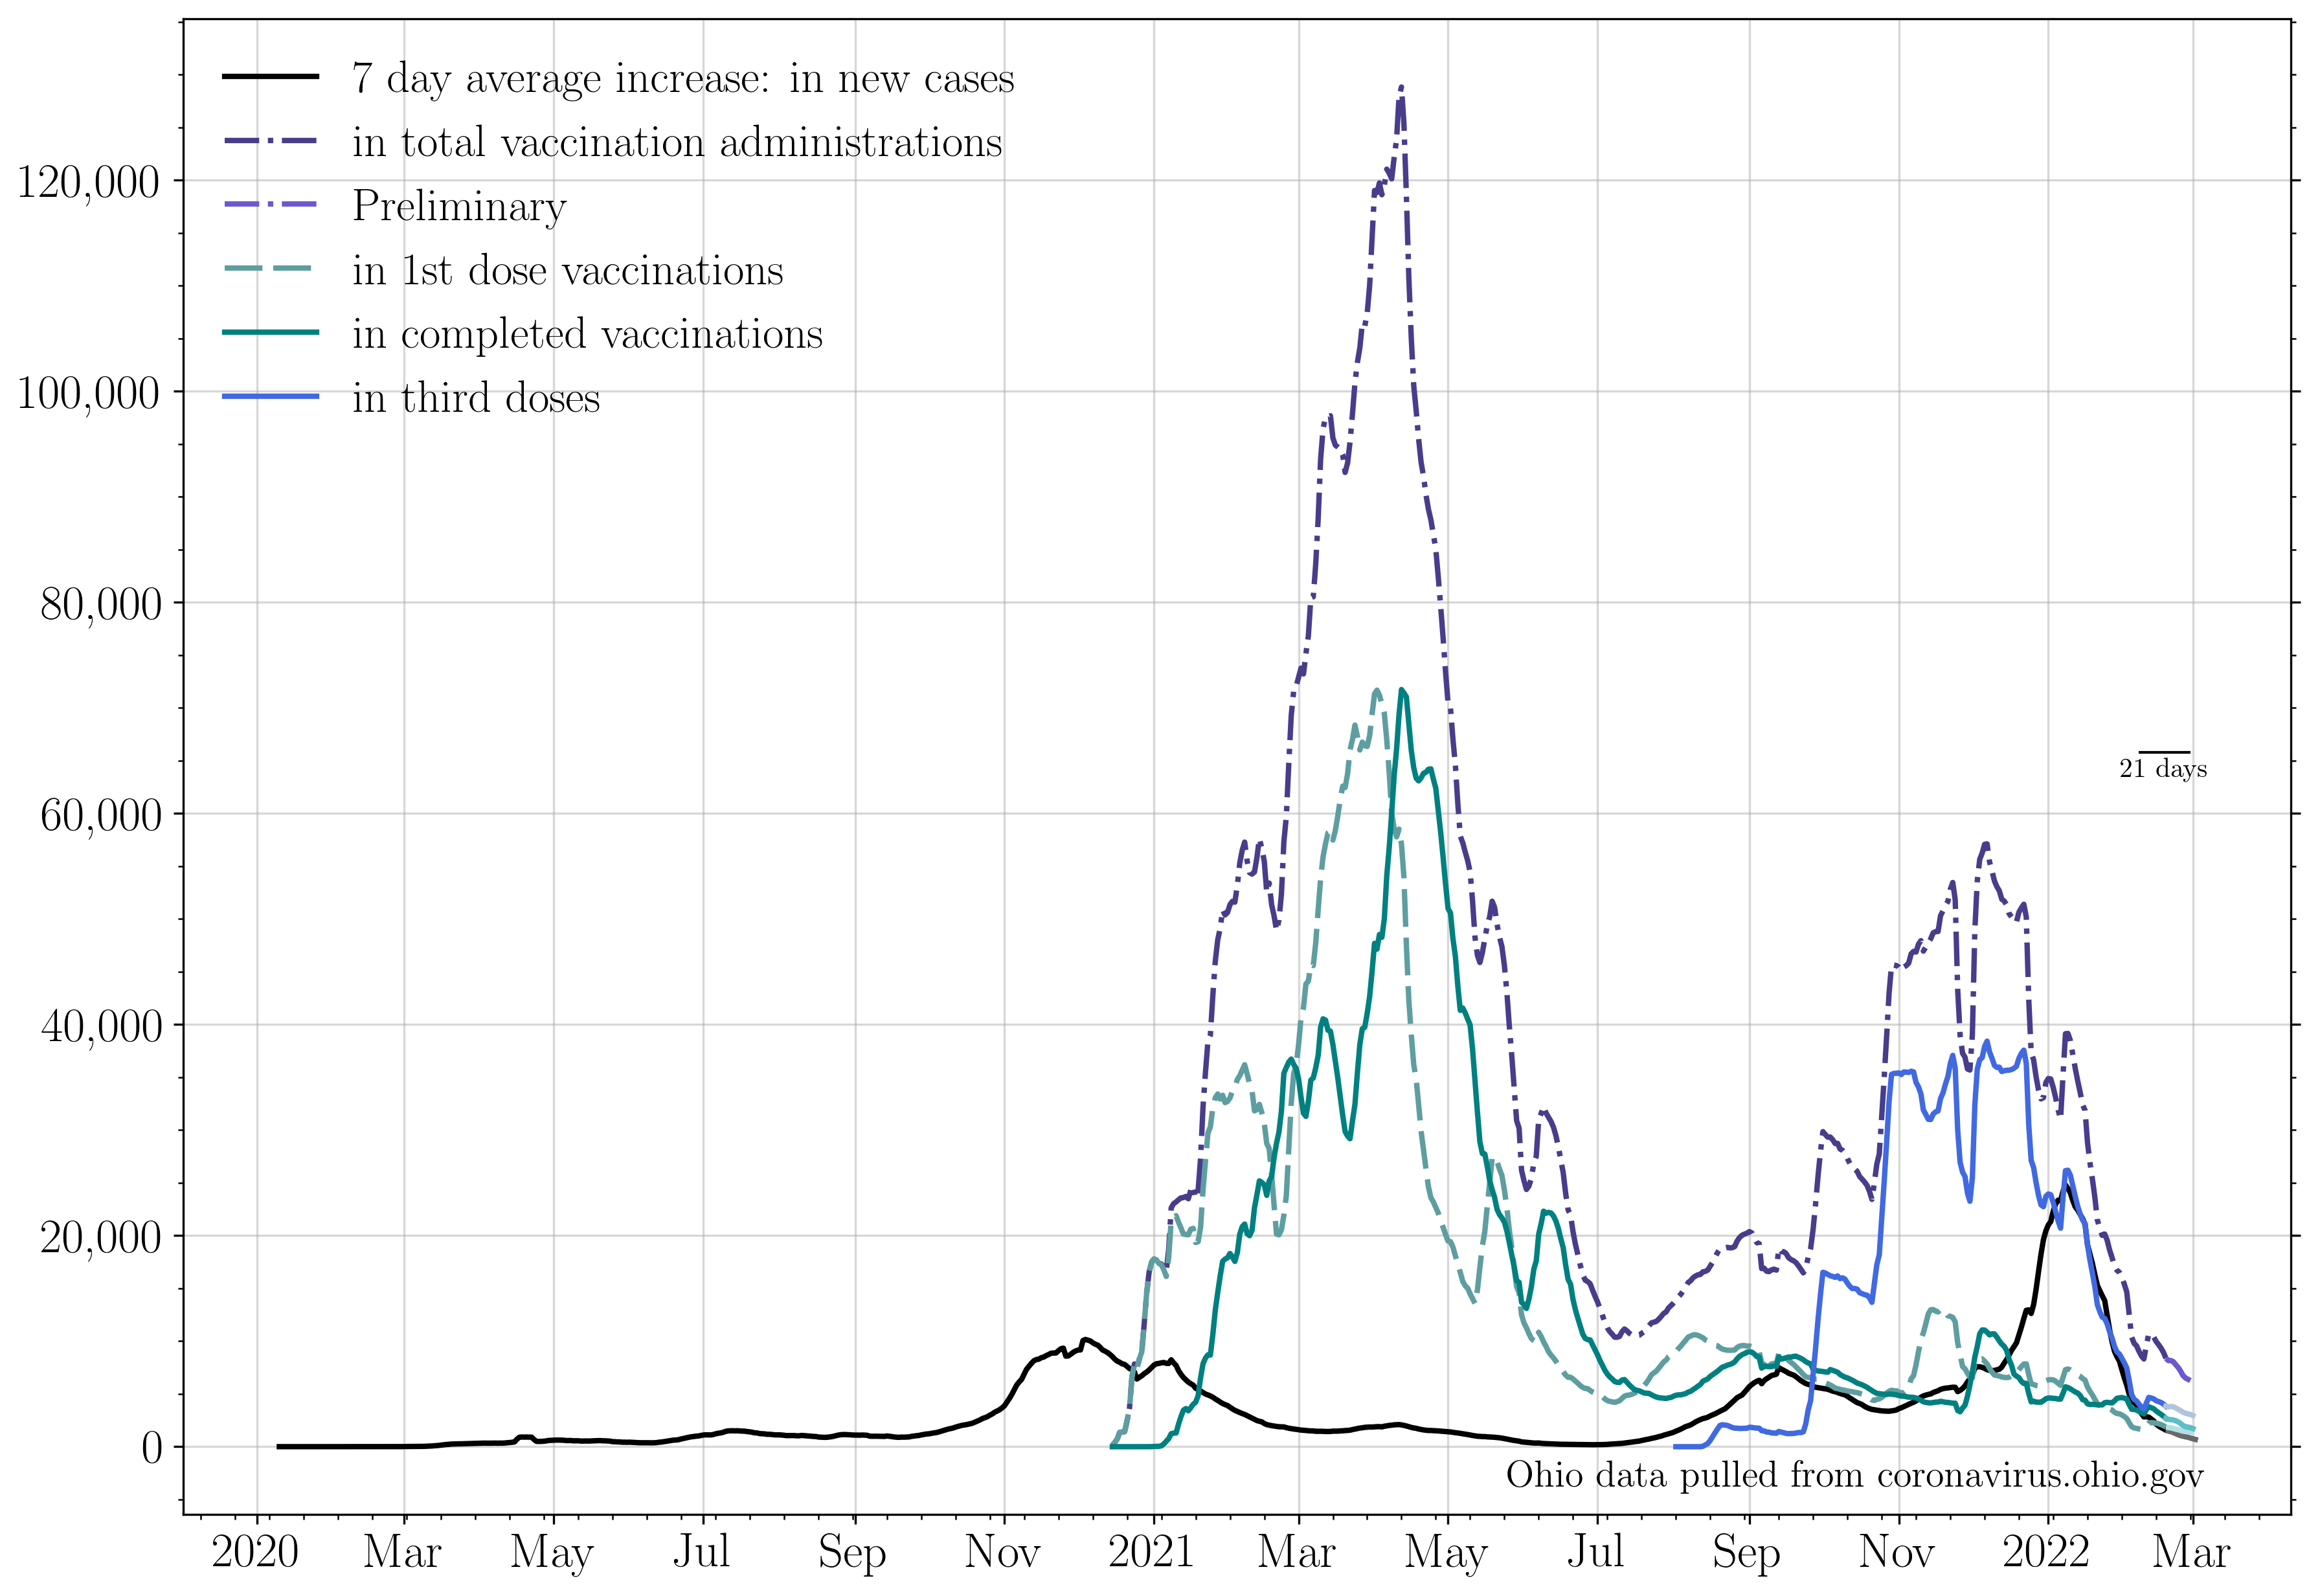 7 day average increase: in new cases
in total vaccination administrations
Preliminary
in 1st dose vaccinations
in completed vaccinations
in third doses
120,000
100,000
80,000
60,000
40,000
20,000
0
21 days
Ohio data pulled from coronavirus.ohio.gov
2020 Mar May Jul Sep Nov 2021 Mar May Jul Sep Nov 2022 Mar